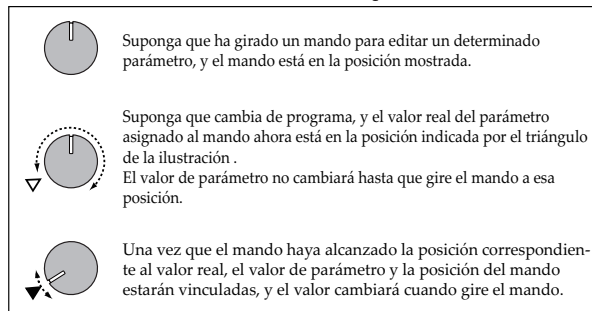 Suponga que ha girado un mando para editar un determinado
parámetro, y el mando está en la posición mostrada.
Suponga que cambia de programa, y el valor real del parámetro
asignado al mando ahora está en la posición indicada por el triángulo
de la ilustración .
El valor de parámetro no cambiará hasta que gire el mando a esa
posición.
Una vez que el mando haya alcanzado la posición correspondien-
te al valor real, el valor de parámetro y la posición del mando
estarán vinculadas, y el valor cambiará cuando gire el mando.